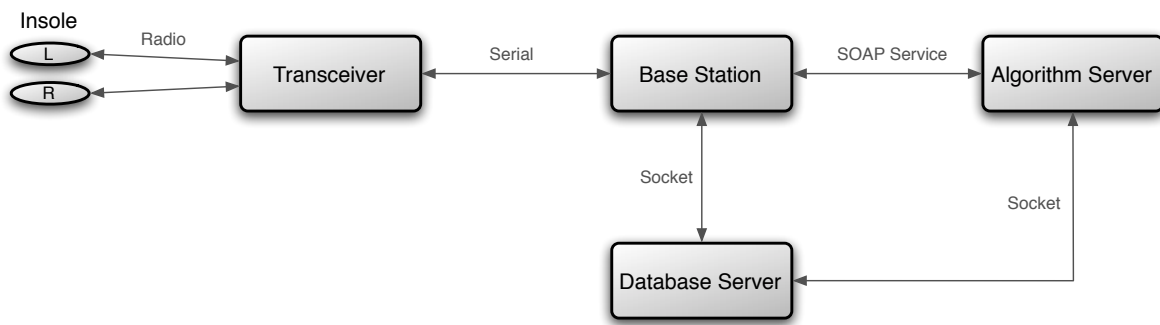 Insole
L
R
Radio
Transceiver
Serial
Base Station
SOAP Service
Algorithm Server
Socket
Socket
Database Server